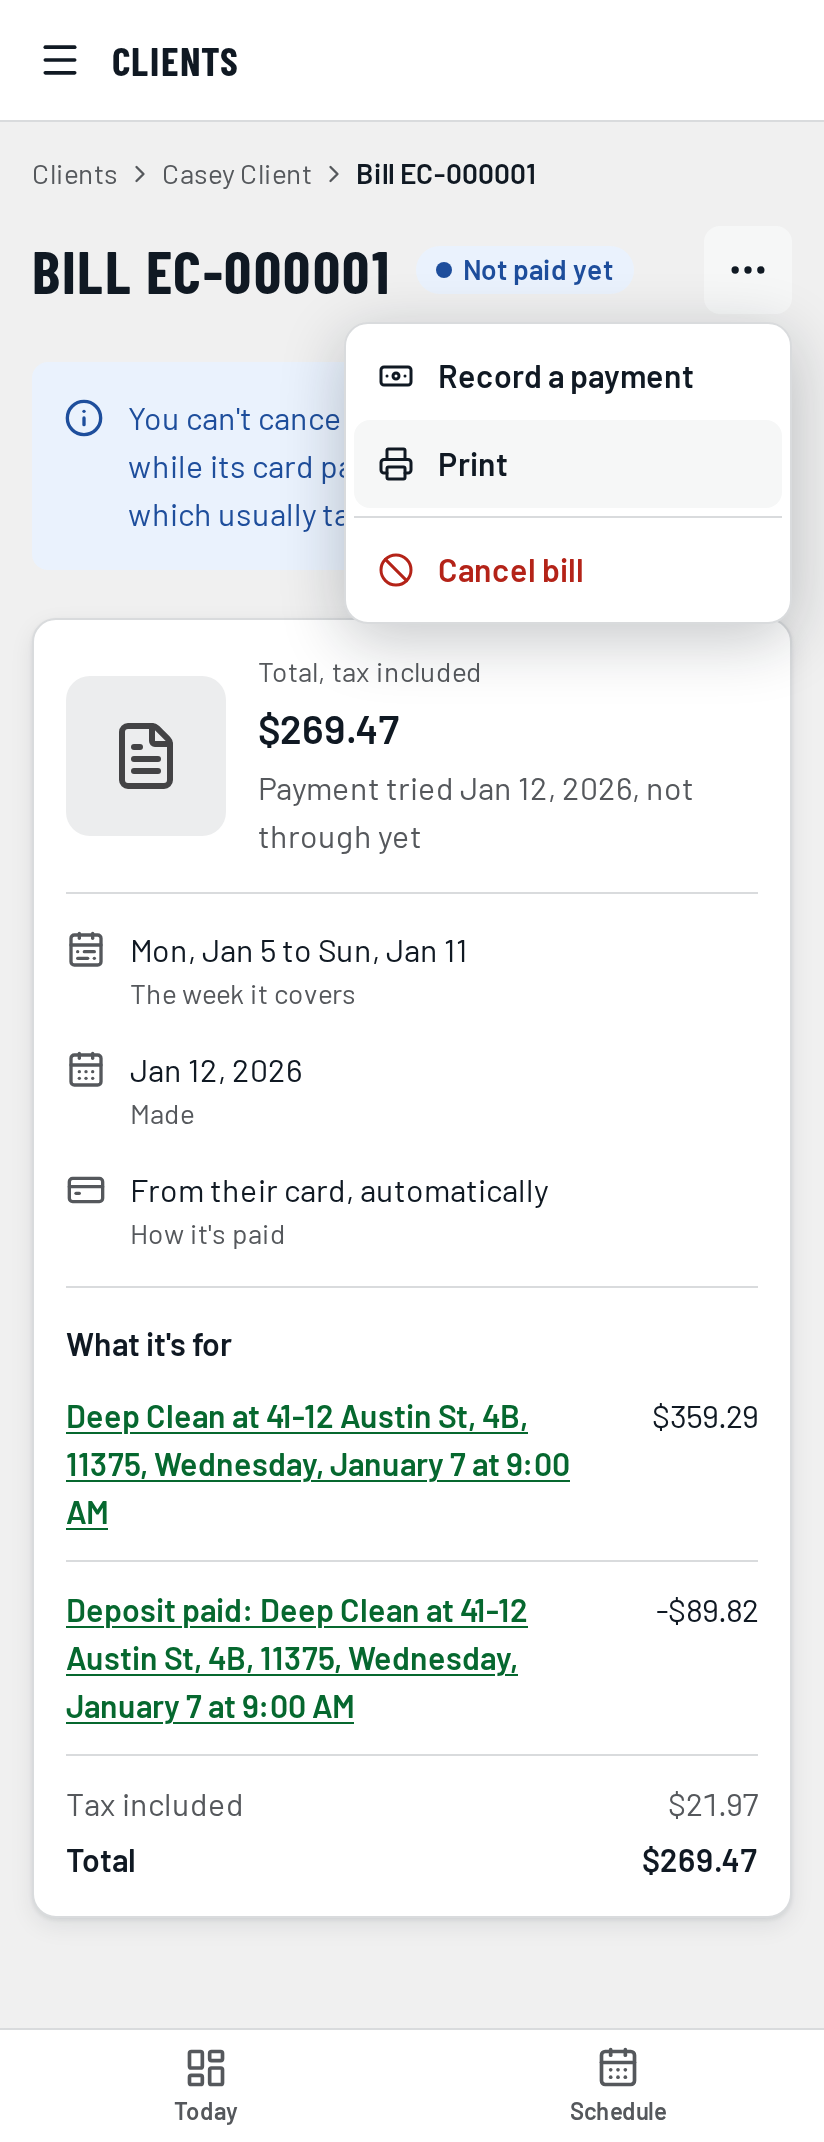 CLIENTS
Clients > Casey Client > Bill EC-000001
BILL EC-000001
Not paid yet
Record a payment
Print
Cancel bill
You can't
while its card
which usually
Total, tax included
$269.47
Payment tried Jan 12, 2026, not
through yet
Mon, Jan 5 to Sun, Jan 11
The week it covers
Jan 12, 2026
Made
From their card, automatically
How it's paid
What it's for
Deep Clean at 41-12 Austin St, 4B, $359.29
11375, Wednesday, January 7 at 9:00
AM
Deposit paid: Deep Clean at 41-12 -$89.82
Austin St, 4B, 11375, Wednesday,
January 7 at 9:00 AM
Tax included $21.97
Total $269.47
Today
Schedule